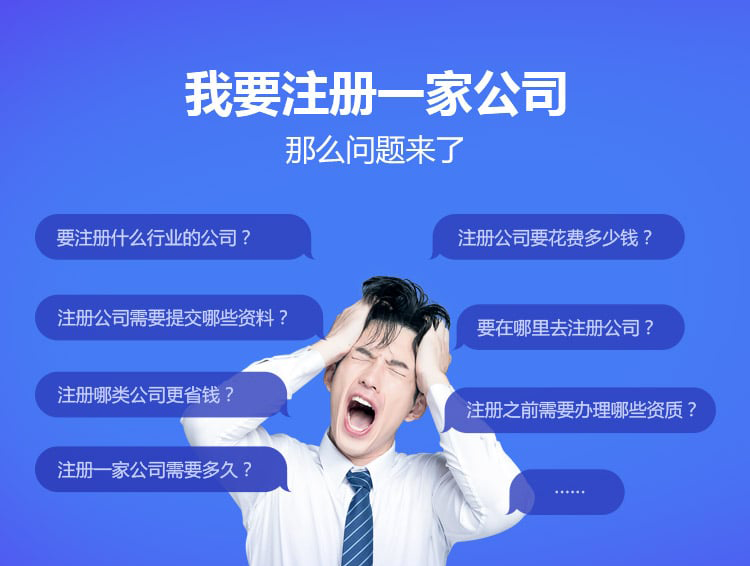 我要注册一家公司
那么问题来了
要注册什么行业的公司？
注册公司要花费多少钱？
注册公司需要提交哪些资料？
要在哪里去注册公司？
注册哪类公司更省钱？
注册之前需要办理哪些资质？
注册一家公司需要多久？
……